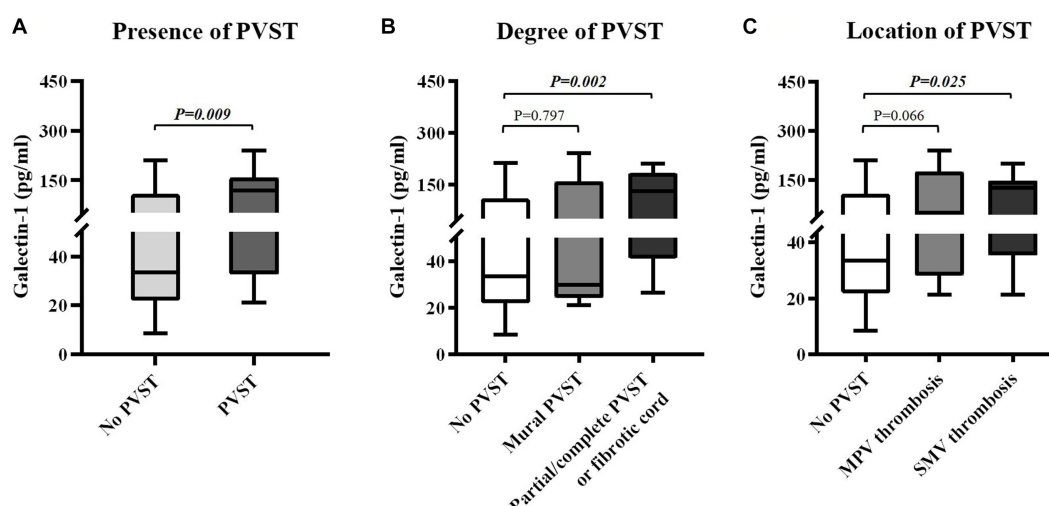 A
Presence of PVST
Galectin-1 (pg/ml)
450
300
150
40
20
0
P=0.009
No PVST
PVST
B
Degree of PVST
Galectin-1 (pg/ml)
450
300
150
40
20
0
P=0.002
P=0.797
No PVST
Mural PVST
Partial/complete PVST
or fibrotic cord
C
Location of PVST
Galectin-1 (pg/ml)
450
300
150
40
20
0
P=0.025
P=0.066
No PVST
MPV thrombosis
SMV thrombosis